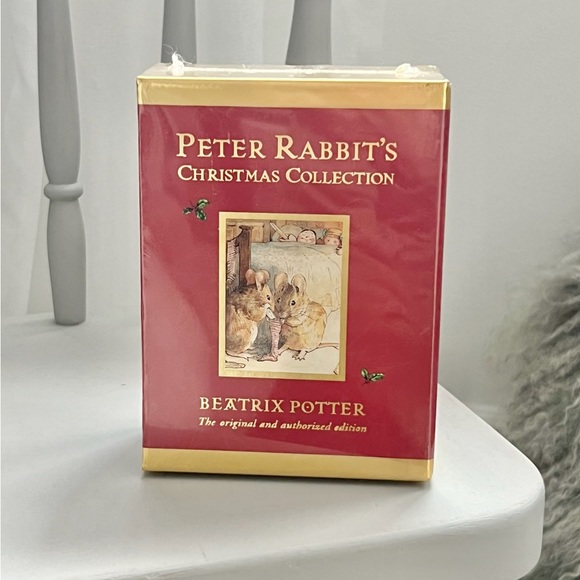 PETER RABBIT'S
CHRISTMAS COLLECTION
BEATRIX POTTER
The original and authorized edition